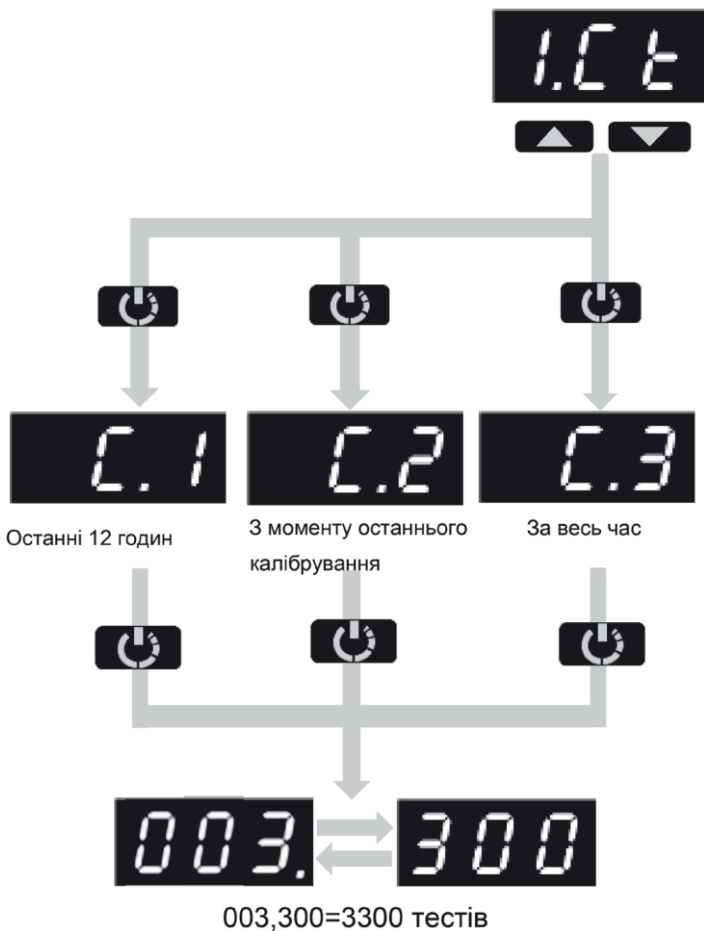 1.Ct
C.1
C.2
C.3
Останні 12 годин
З моменту останнього
калібрування
За весь час
003.
300
003,300=3300 тестів